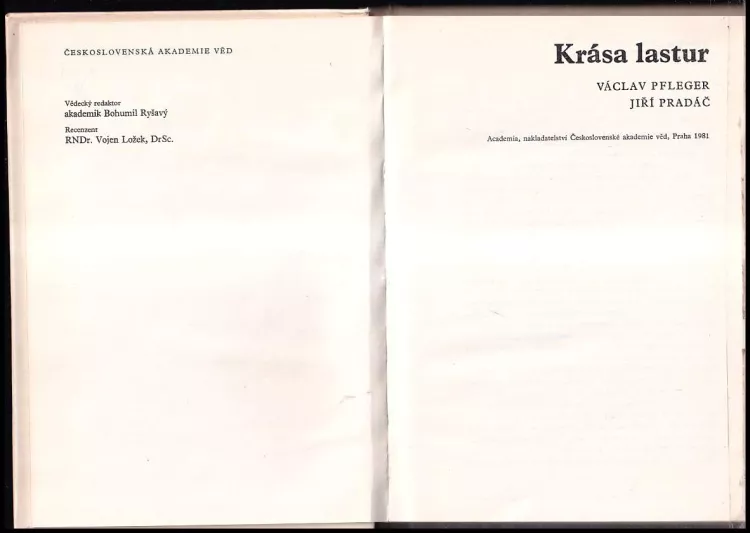 ČESKOSLOVENSKÁ AKADEMIE VĚD
Vědecký redaktor
akademik Bohumil Ryšavý
Recenzent
RNDr. Vojen Ložek, DrSc.
Krása lastur
VÁCLAV PFLEGER
JIŘÍ PRADÁČ
Academia, nakladatelství Československé akademie věd, Praha 1981